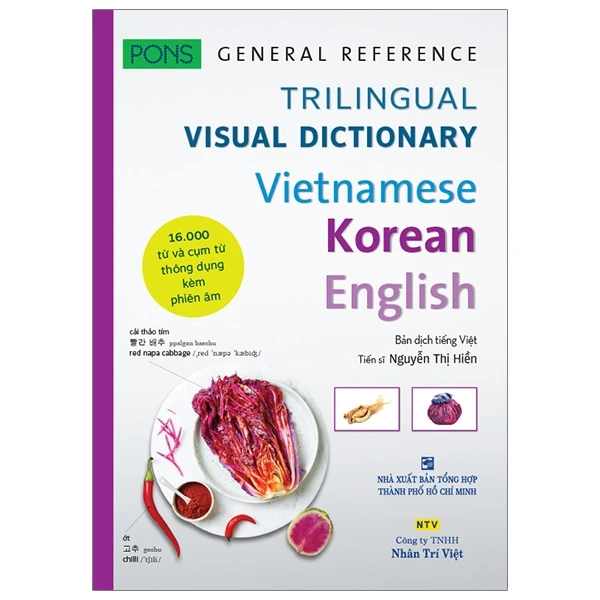 PONS GENERAL REFERENCE
TRILINGUAL
VISUAL DICTIONARY
Vietnamese
Korean
English
16.000
từ và cụm từ
thông dụng
kèm
phiên âm
Bản dịch tiếng Việt
Tiến sĩ Nguyễn Thị Hiền
cải thảo tím
빨간 배추 ppalgan baechu
red napa cabbage /ˌred ˈnæpə ˈkæbɪdʒ/
ớt
고추 gochu
chilli /ˈtʃɪli/
NHÀ XUẤT BẢN TỔNG HỢP
THÀNH PHỐ HỒ CHÍ MINH
NTV
Công ty TNHH
Nhân Trí Việt